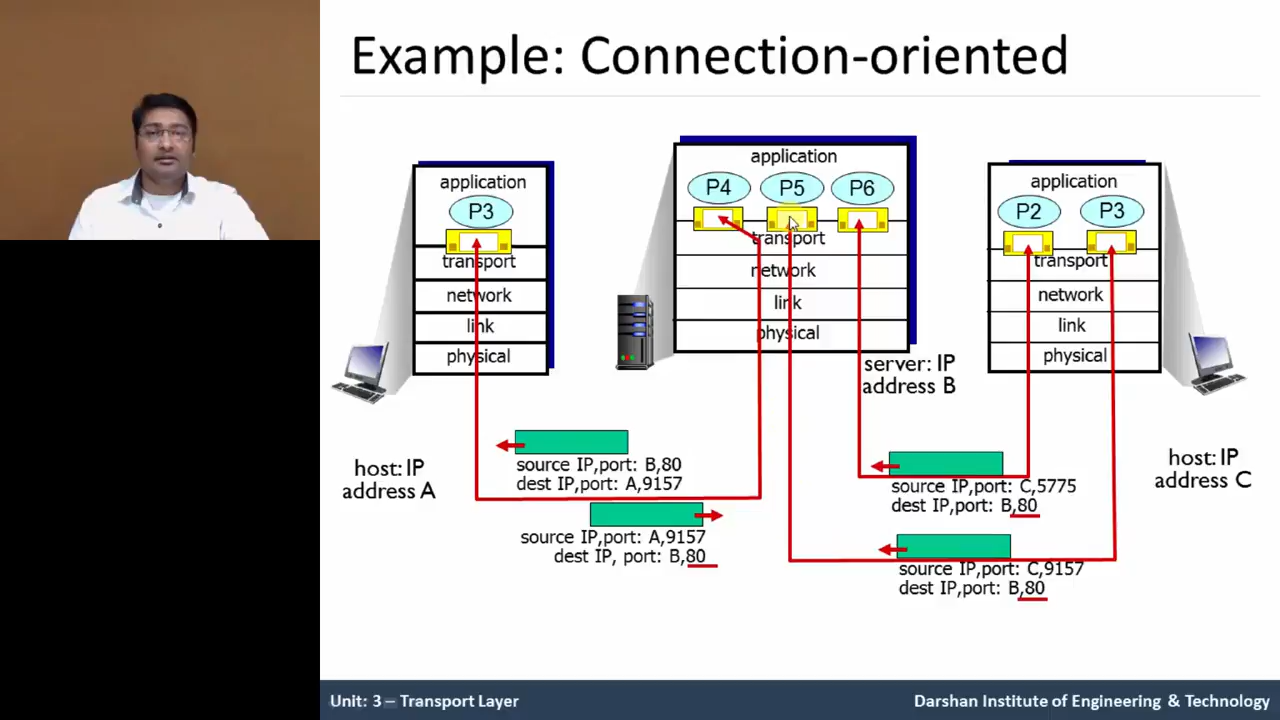 Example: Connection-oriented
application
P3
transport
network
link
physical
host: IP
address A
application
P4
P5
P6
transport
network
link
physical
server: IP
address B
application
P2
P3
transport
network
link
physical
host: IP
address C
source IP,port: B,80
dest IP,port: A,9157
source IP,port: A,9157
dest IP, port: B,80
source IP,port: C,5775
dest IP,port: B,80
source IP,port: C,9157
dest IP,port: B,80
Unit: 3 – Transport Layer
Darshan Institute of Engineering & Technology